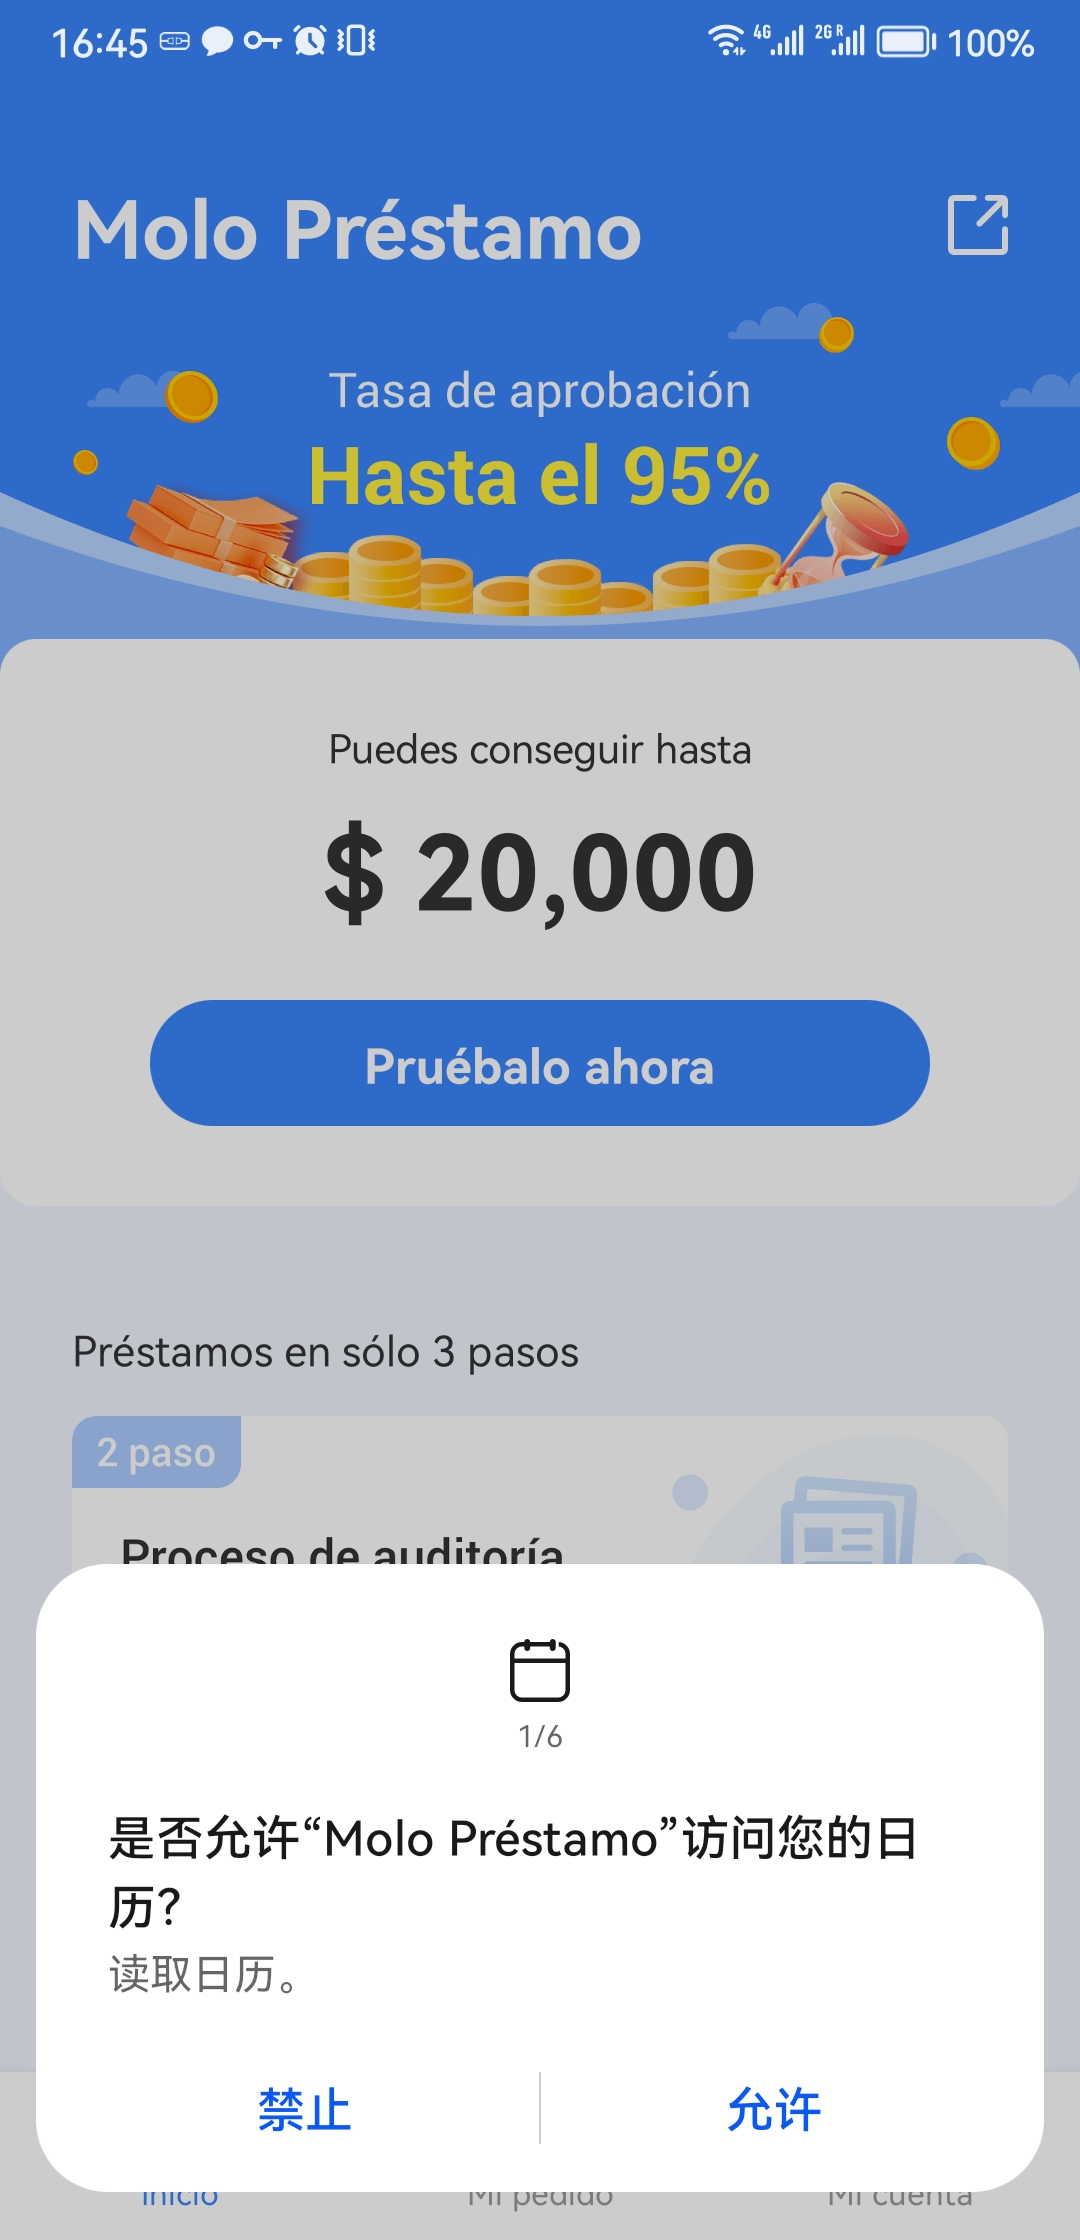 16:45 4G 2G R 100%
Molo Préstamo
Tasa de aprobación
Hasta el 95%
Puedes conseguir hasta
$ 20,000
Pruébalo ahora
Préstamos en sólo 3 pasos
2 paso
Proceso de auditoría
1/6
是否允许“Molo Préstamo”访问您的日
历？
读取日历。
禁止
允许
Inicio
Mi pedido
Mi cuenta